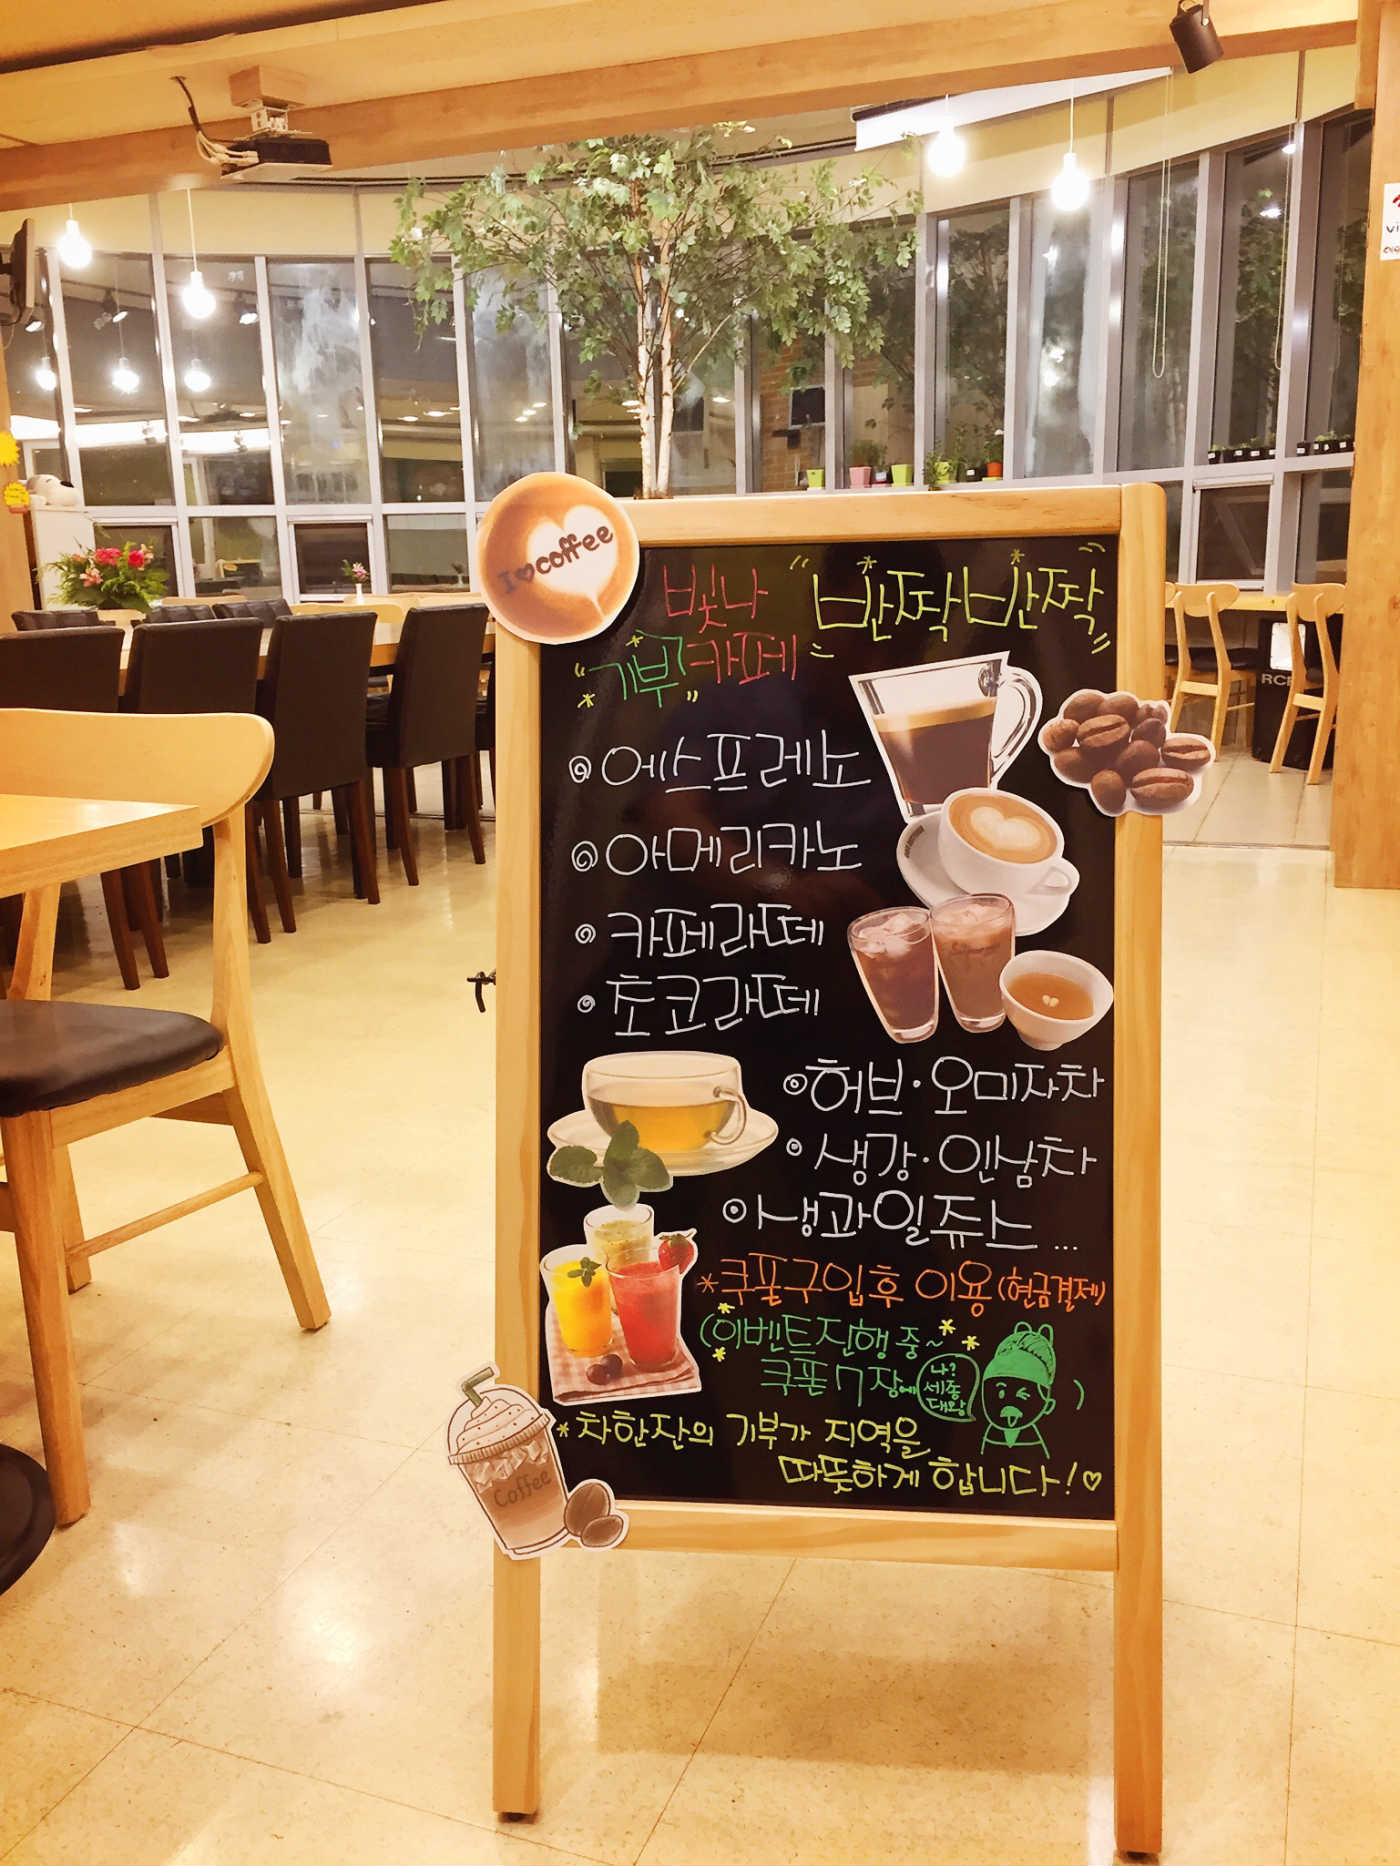 I♥coffee
빛나 "반짝반짝"
"기부"카페
에스프레쏘
아메리카노
카페라떼
초코라떼
허브·오미자차
생강·인삼차
생과일쥬스...
*쿠폰구입후 이용(현금결제)
(이벤트진행중~
쿠폰 7장에
나?
세종
대왕
)
*차한잔의 기부가 지역을
따뜻하게 합니다!♡
Coffee